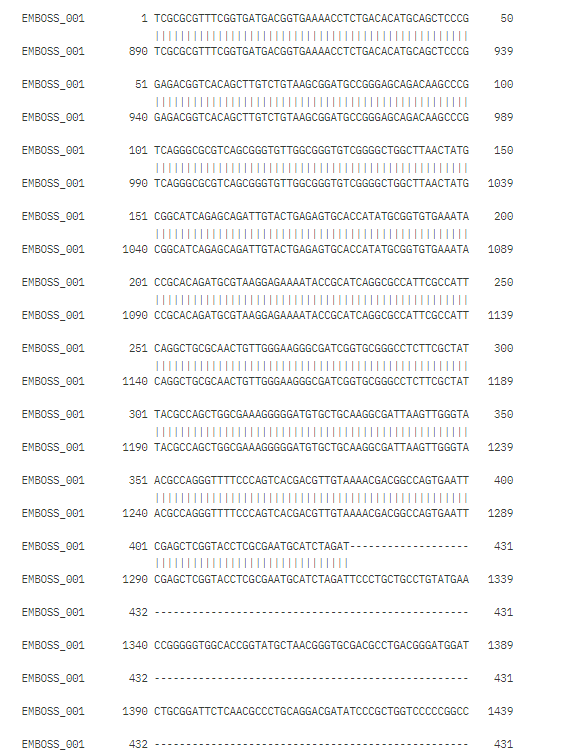 EMBOSS_001 1 TCGCGCGTTTCGGTGATGACGGTGAAAACCTCTGACACATGCAGCTCCCG 50
||||||||||||||||||||||||||||||||||||||||||||||||||
EMBOSS_001 890 TCGCGCGTTTCGGTGATGACGGTGAAAACCTCTGACACATGCAGCTCCCG 939
EMBOSS_001 51 GAGACGGTCACAGCTTGTCTGTAAGCGGATGCCGGGAGCAGACAAGCCCG 100
||||||||||||||||||||||||||||||||||||||||||||||||||
EMBOSS_001 940 GAGACGGTCACAGCTTGTCTGTAAGCGGATGCCGGGAGCAGACAAGCCCG 989
EMBOSS_001 101 TCAGGGCGCGTCAGCGGGTGTTGGCGGGTGTCGGGGCTGGCTTAACTATG 150
||||||||||||||||||||||||||||||||||||||||||||||||||
EMBOSS_001 990 TCAGGGCGCGTCAGCGGGTGTTGGCGGGTGTCGGGGCTGGCTTAACTATG 1039
EMBOSS_001 151 CGGCATCAGAGCAGATTGTACTGAGAGTGCACCATATGCGGTGTGAAATA 200
||||||||||||||||||||||||||||||||||||||||||||||||||
EMBOSS_001 1040 CGGCATCAGAGCAGATTGTACTGAGAGTGCACCATATGCGGTGTGAAATA 1089
EMBOSS_001 201 CCGCACAGATGCGTAAGGAGAAAATACCGCATCAGGCGCCATTCGCCATT 250
||||||||||||||||||||||||||||||||||||||||||||||||||
EMBOSS_001 1090 CCGCACAGATGCGTAAGGAGAAAATACCGCATCAGGCGCCATTCGCCATT 1139
EMBOSS_001 251 CAGGCTGCGCAACTGTTGGGAAGGGCGATCGGTGCGGGCCTCTTCGCTAT 300
||||||||||||||||||||||||||||||||||||||||||||||||||
EMBOSS_001 1140 CAGGCTGCGCAACTGTTGGGAAGGGCGATCGGTGCGGGCCTCTTCGCTAT 1189
EMBOSS_001 301 TACGCCAGCTGGCGAAAGGGGGATGTGCTGCAAGGCGATTAAGTTGGGTA 350
||||||||||||||||||||||||||||||||||||||||||||||||||
EMBOSS_001 1190 TACGCCAGCTGGCGAAAGGGGGATGTGCTGCAAGGCGATTAAGTTGGGTA 1239
EMBOSS_001 351 ACGCCAGGGTTTTCCCAGTCACGACGTTGTAAAACGACGGCCAGTGAATT 400
||||||||||||||||||||||||||||||||||||||||||||||||||
EMBOSS_001 1240 ACGCCAGGGTTTTCCCAGTCACGACGTTGTAAAACGACGGCCAGTGAATT 1289
EMBOSS_001 401 CGAGCTCGGTACCTCGCGAATGCATCTAGAT------------------- 431
|||||||||||||||||||||||||||||||
EMBOSS_001 1290 CGAGCTCGGTACCTCGCGAATGCATCTAGATTCCCTGCTGCCTGTATGAA 1339
EMBOSS_001 432 -------------------------------------------------- 431
EMBOSS_001 1340 CCGGGGGTGGCACCGGTATGCTAACGGGTGCGACGCCTGACGGGATGGAT 1389
EMBOSS_001 432 -------------------------------------------------- 431
EMBOSS_001 1390 CTGCGGATTCTCAACGCCCTGCAGGACGATATCCCGCTGGTCCCCCGGCC 1439
EMBOSS_001 432 -------------------------------------------------- 431